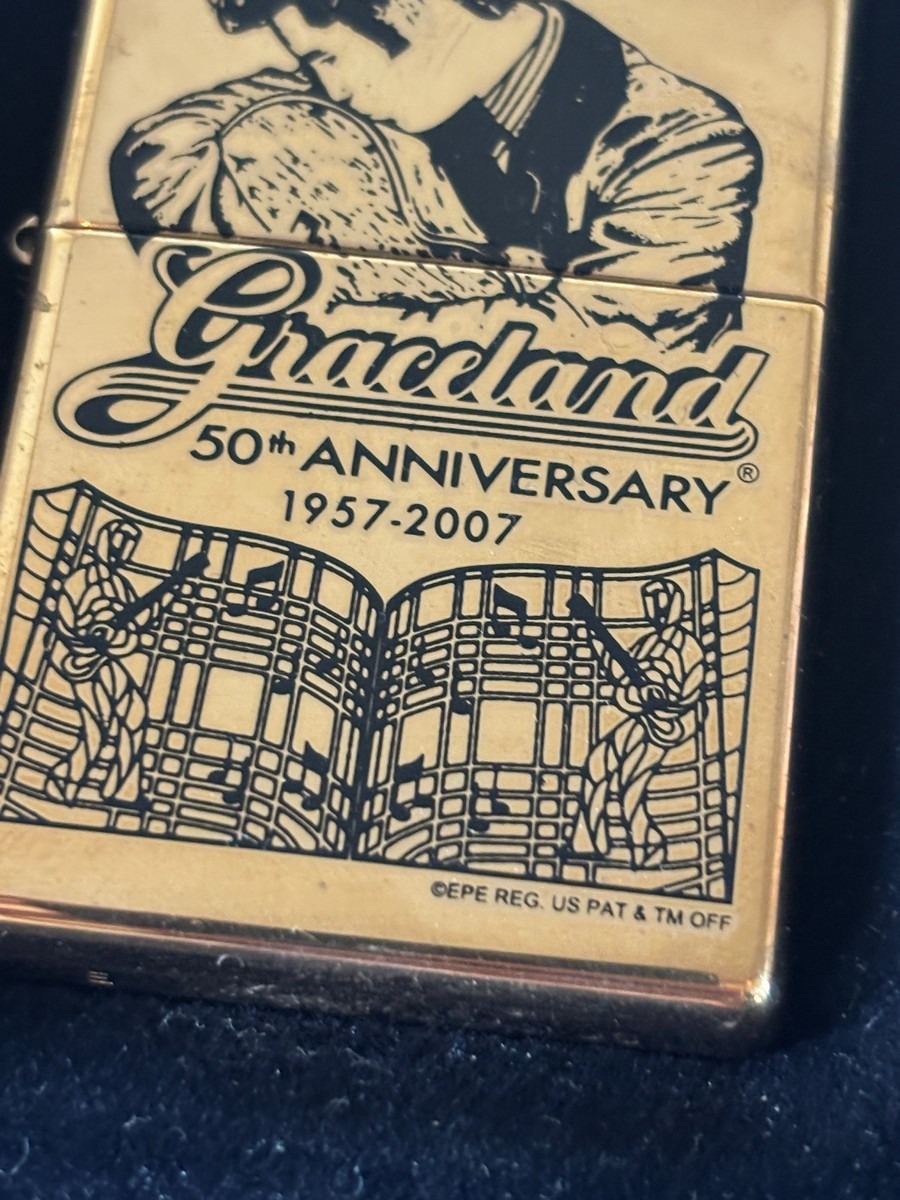 Graceland
50th ANNIVERSARY®
1957-2007
©EPE REG. US PAT & TM OFF